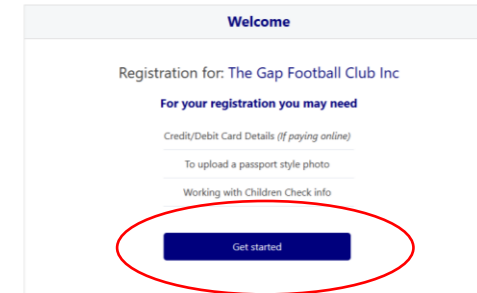 Welcome
Registration for: The Gap Football Club Inc
For your registration you may need
Credit/Debit Card Details (If paying online)
To upload a passport style photo
Working with Children Check info
Get started